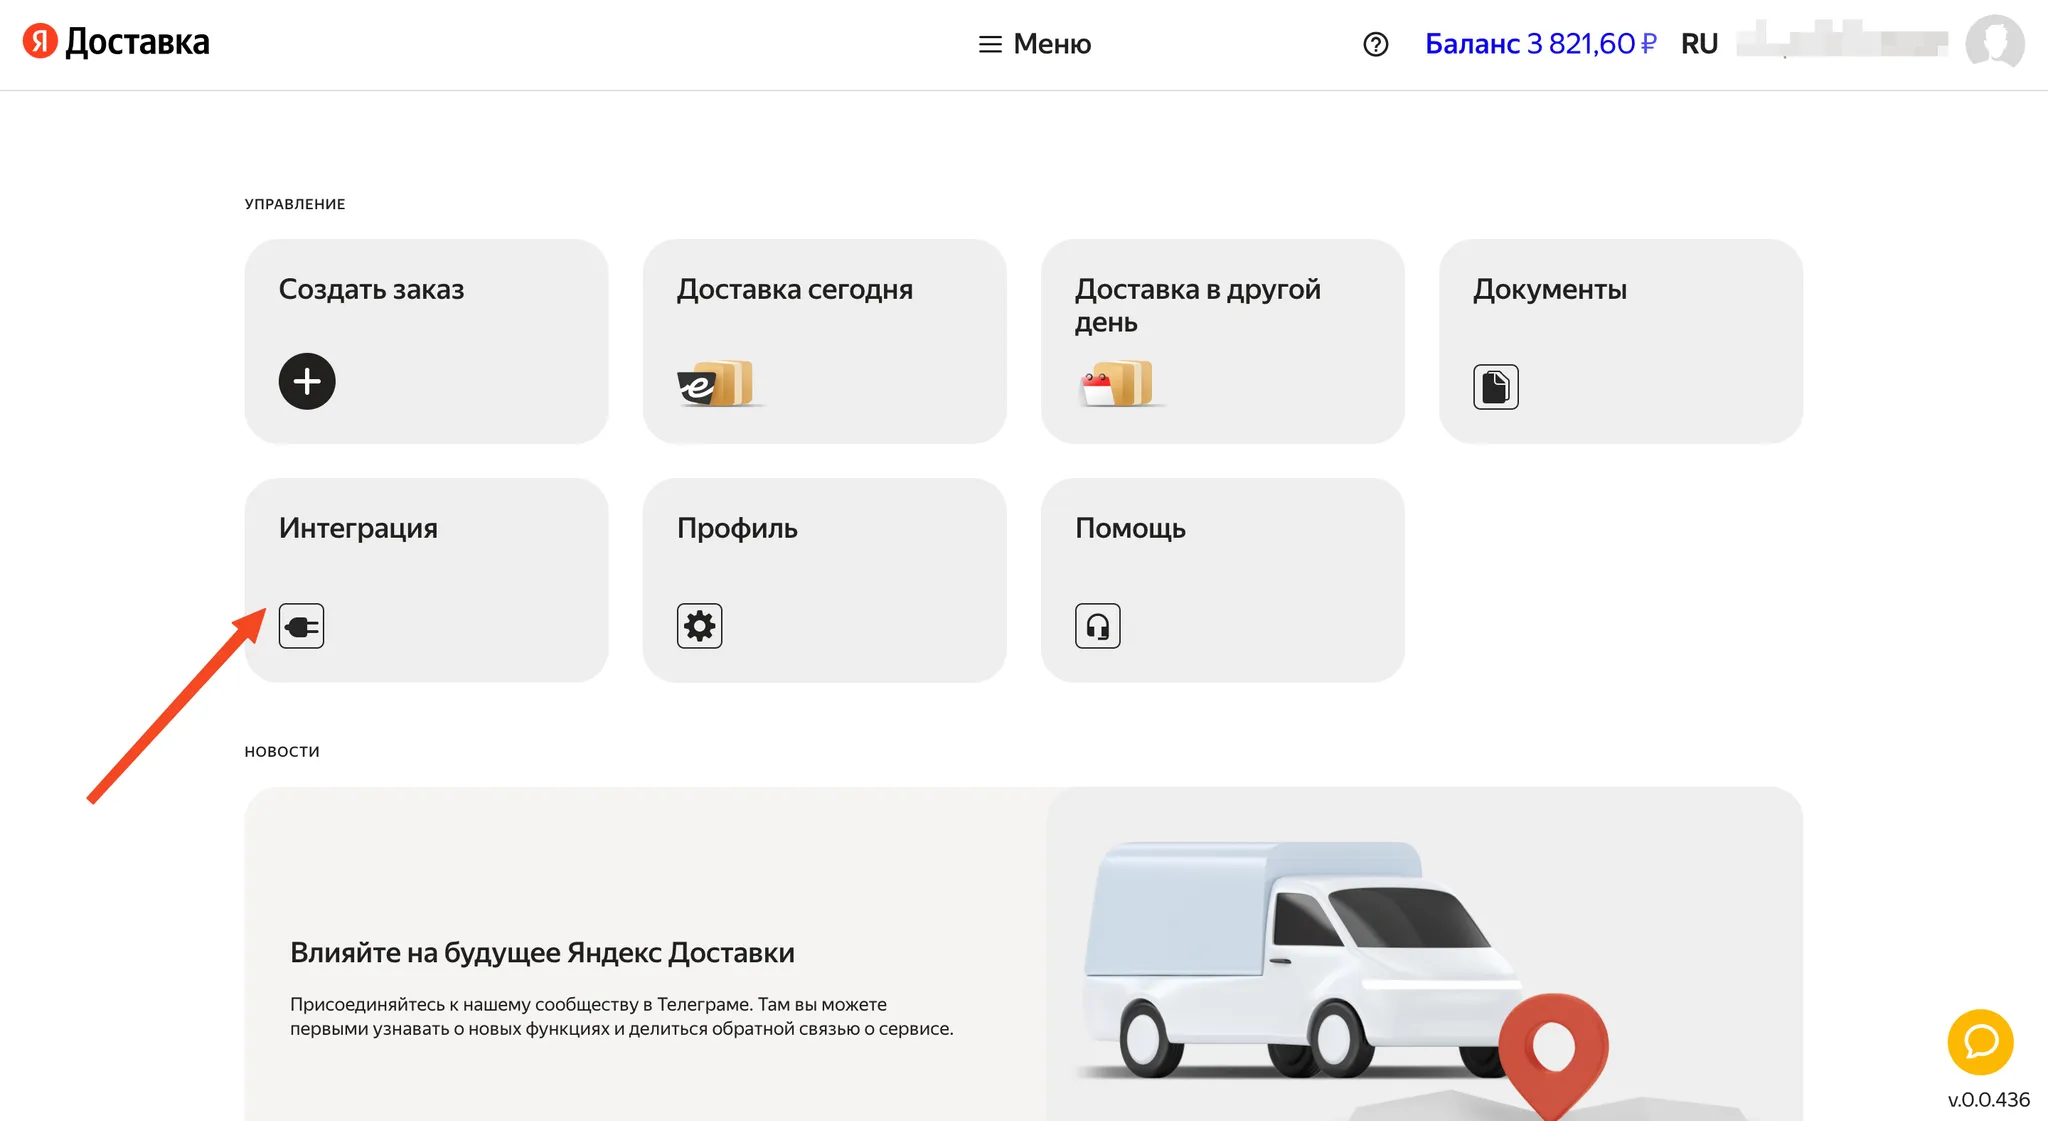 Я Доставка
Меню
Баланс 3 821,60 ₽
RU
УПРАВЛЕНИЕ
Создать заказ
Доставка сегодня
Доставка в другой
день
Документы
Интеграция
Профиль
Помощь
НОВОСТИ
Влияйте на будущее Яндекс Доставки
Присоединяйтесь к нашему сообществу в Телеграме. Там вы можете
первыми узнавать о новых функциях и делиться обратной связью о сервисе.
v.0.0.436